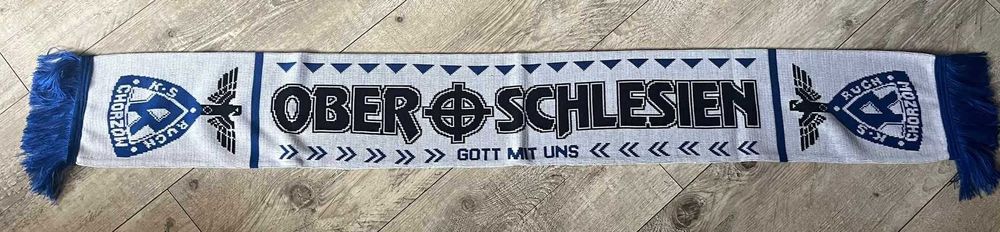 K.S
RUCH
CHORZÓW
OBER SCHLESIEN
GOTT MIT UNS
RUCH
K.S
CHORZÓW